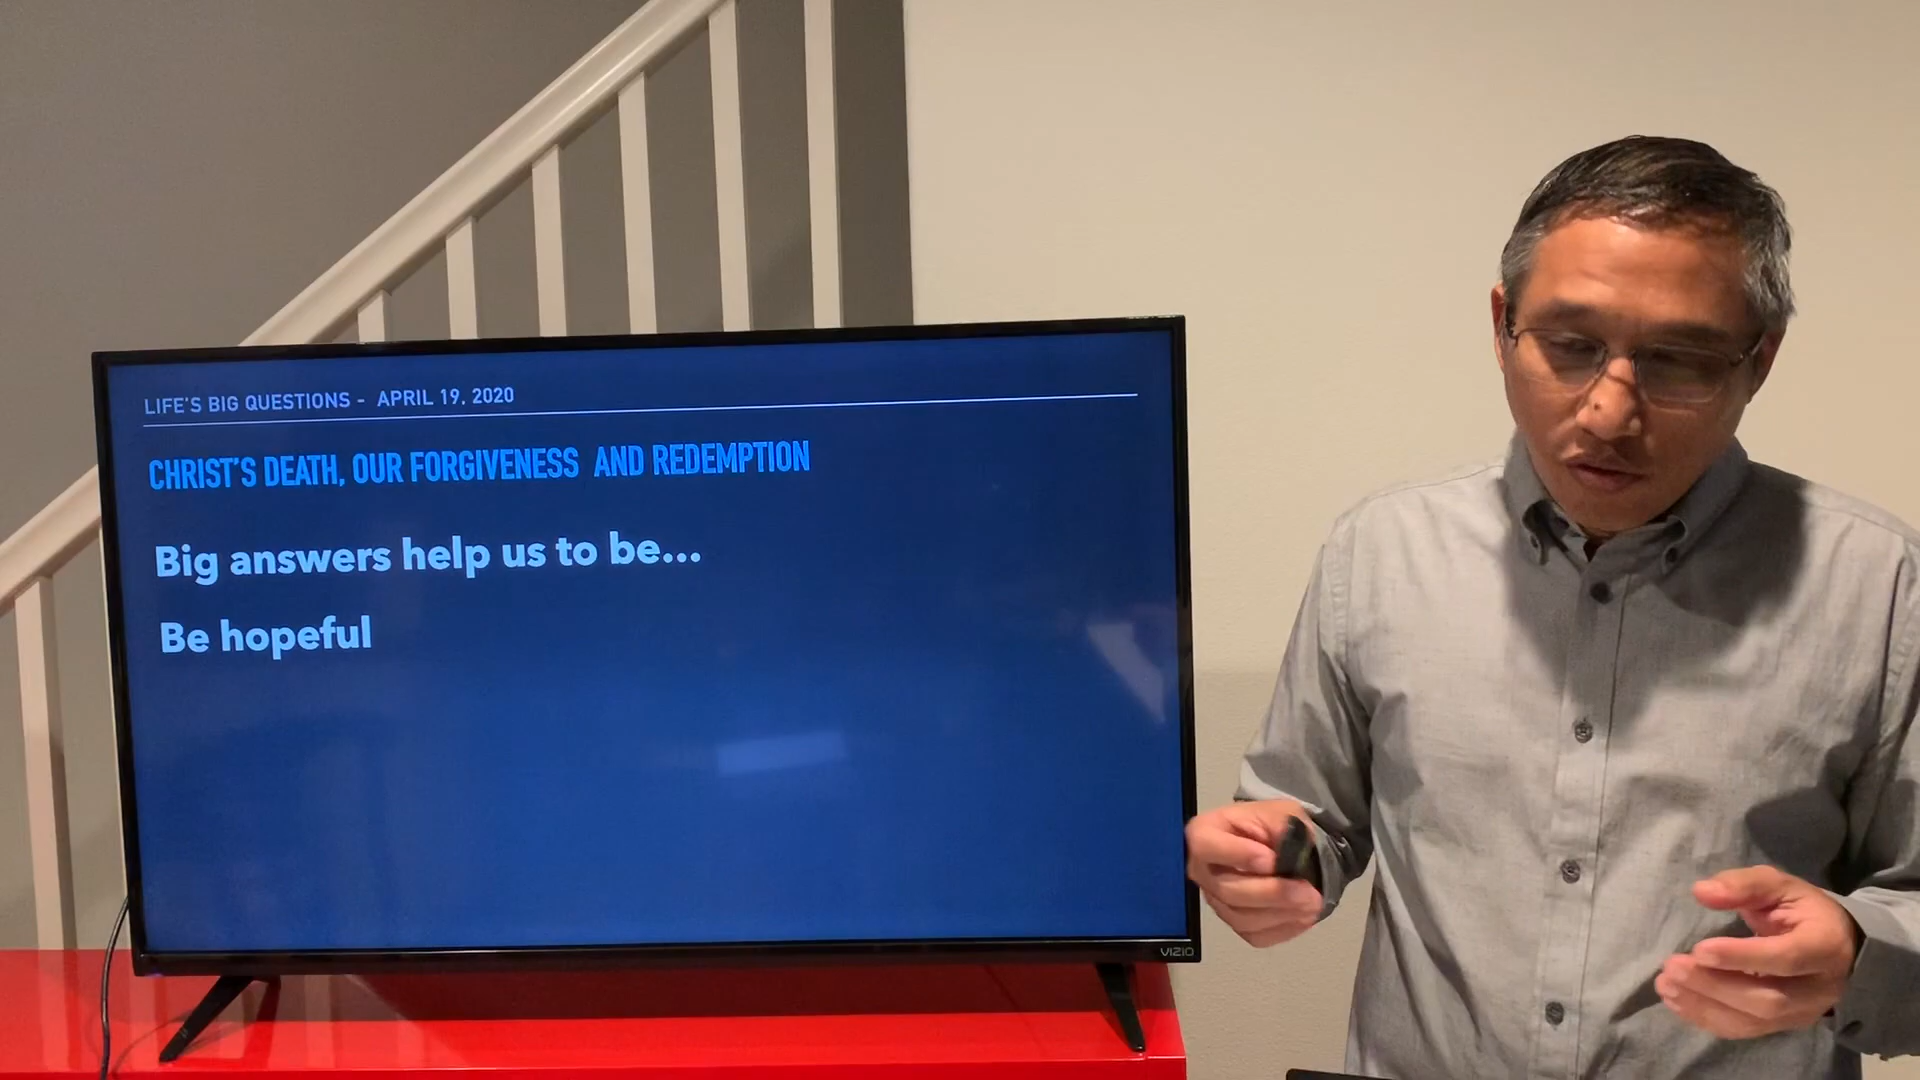 LIFE'S BIG QUESTIONS - APRIL 19, 2020
CHRIST'S DEATH, OUR FORGIVENESS AND REDEMPTION
Big answers help us to be...
Be hopeful
VIZIO